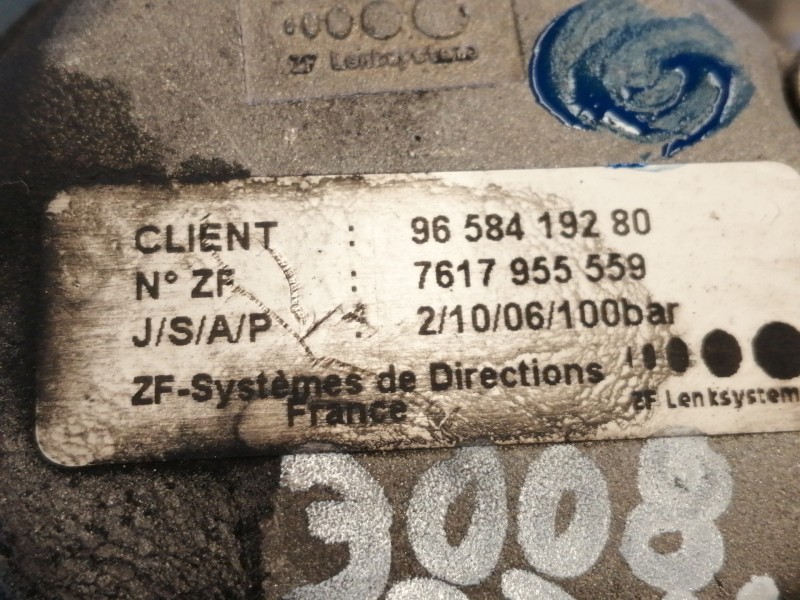 ZF Lenksysteme
CLIENT : 96 584 192 80
N° ZF : 7617 955 559
J/S/A/P : 2/10/06/100bar
ZF-Systèmes de Directions
France
ZF Lenksystem
3008